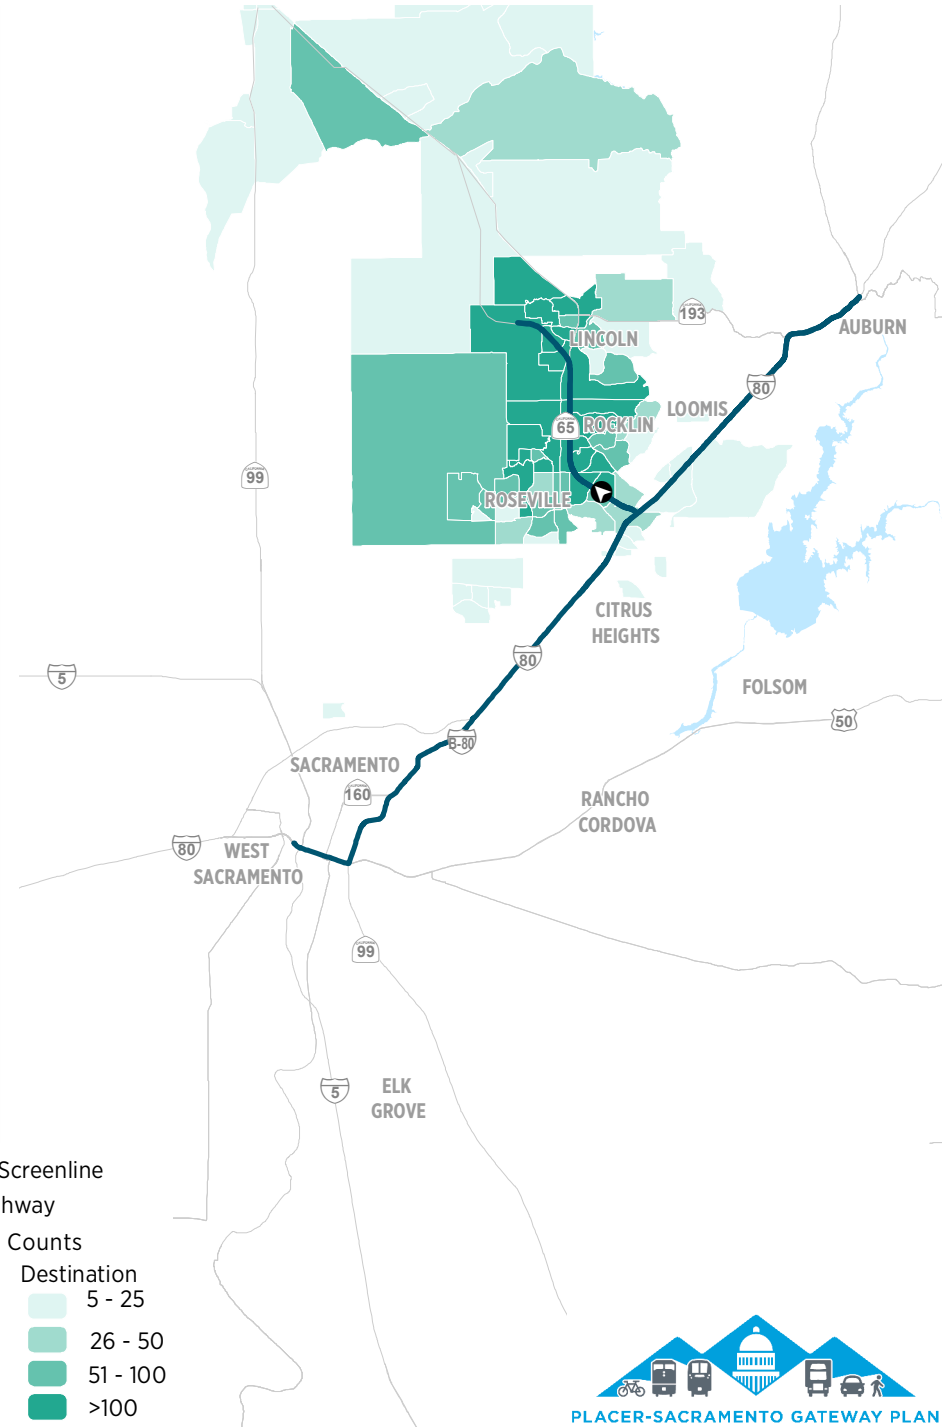 193
AUBURN
LINCOLN
80
LOOMIS
65
ROCKLIN
99
ROSEVILLE
CITRUS
HEIGHTS
80
5
FOLSOM
50
B-80
SACRAMENTO
160
RANCHO
CORDOVA
80
WEST
SACRAMENTO
99
5
ELK
GROVE
Screenline
hway
Counts
Destination
5 - 25
26 - 50
51 - 100
>100
PLACER-SACRAMENTO GATEWAY PLAN